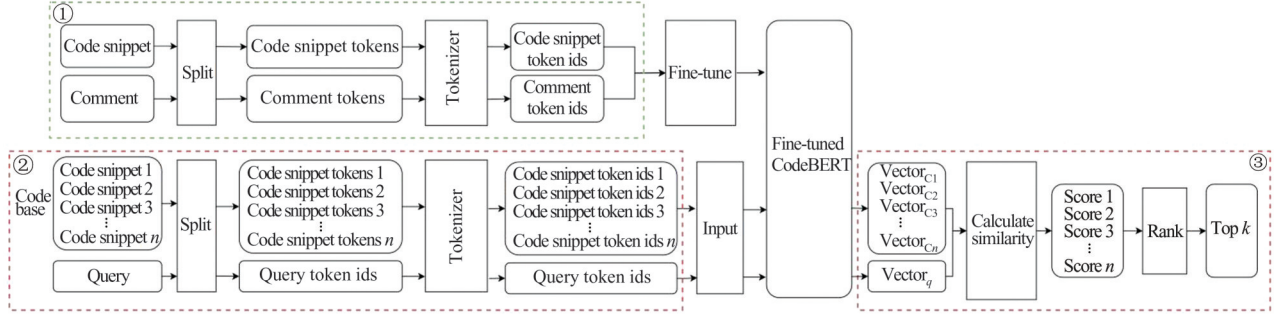 ①
Code snippet
Split
Code snippet tokens
Tokenizer
Code snippet
token ids
Comment
Comment tokens
Comment
token ids
Fine-tune
Fine-tuned
CodeBERT
②
Code
base
Code snippet 1
Code snippet 2
Code snippet 3
⋮
Code snippet n
Query
Split
Code snippet tokens 1
Code snippet tokens 2
Code snippet tokens 3
⋮
Code snippet tokens n
Query token ids
Tokenizer
Code snippet token ids 1
Code snippet token ids 2
Code snippet token ids 3
⋮
Code snippet token ids n
Query token ids
Input
③
Vector_C1
Vector_C2
Vector_C3
⋮
Vector_Cn
Vector_q
Calculate
similarity
Score 1
Score 2
Score 3
⋮
Score n
Rank
Top k